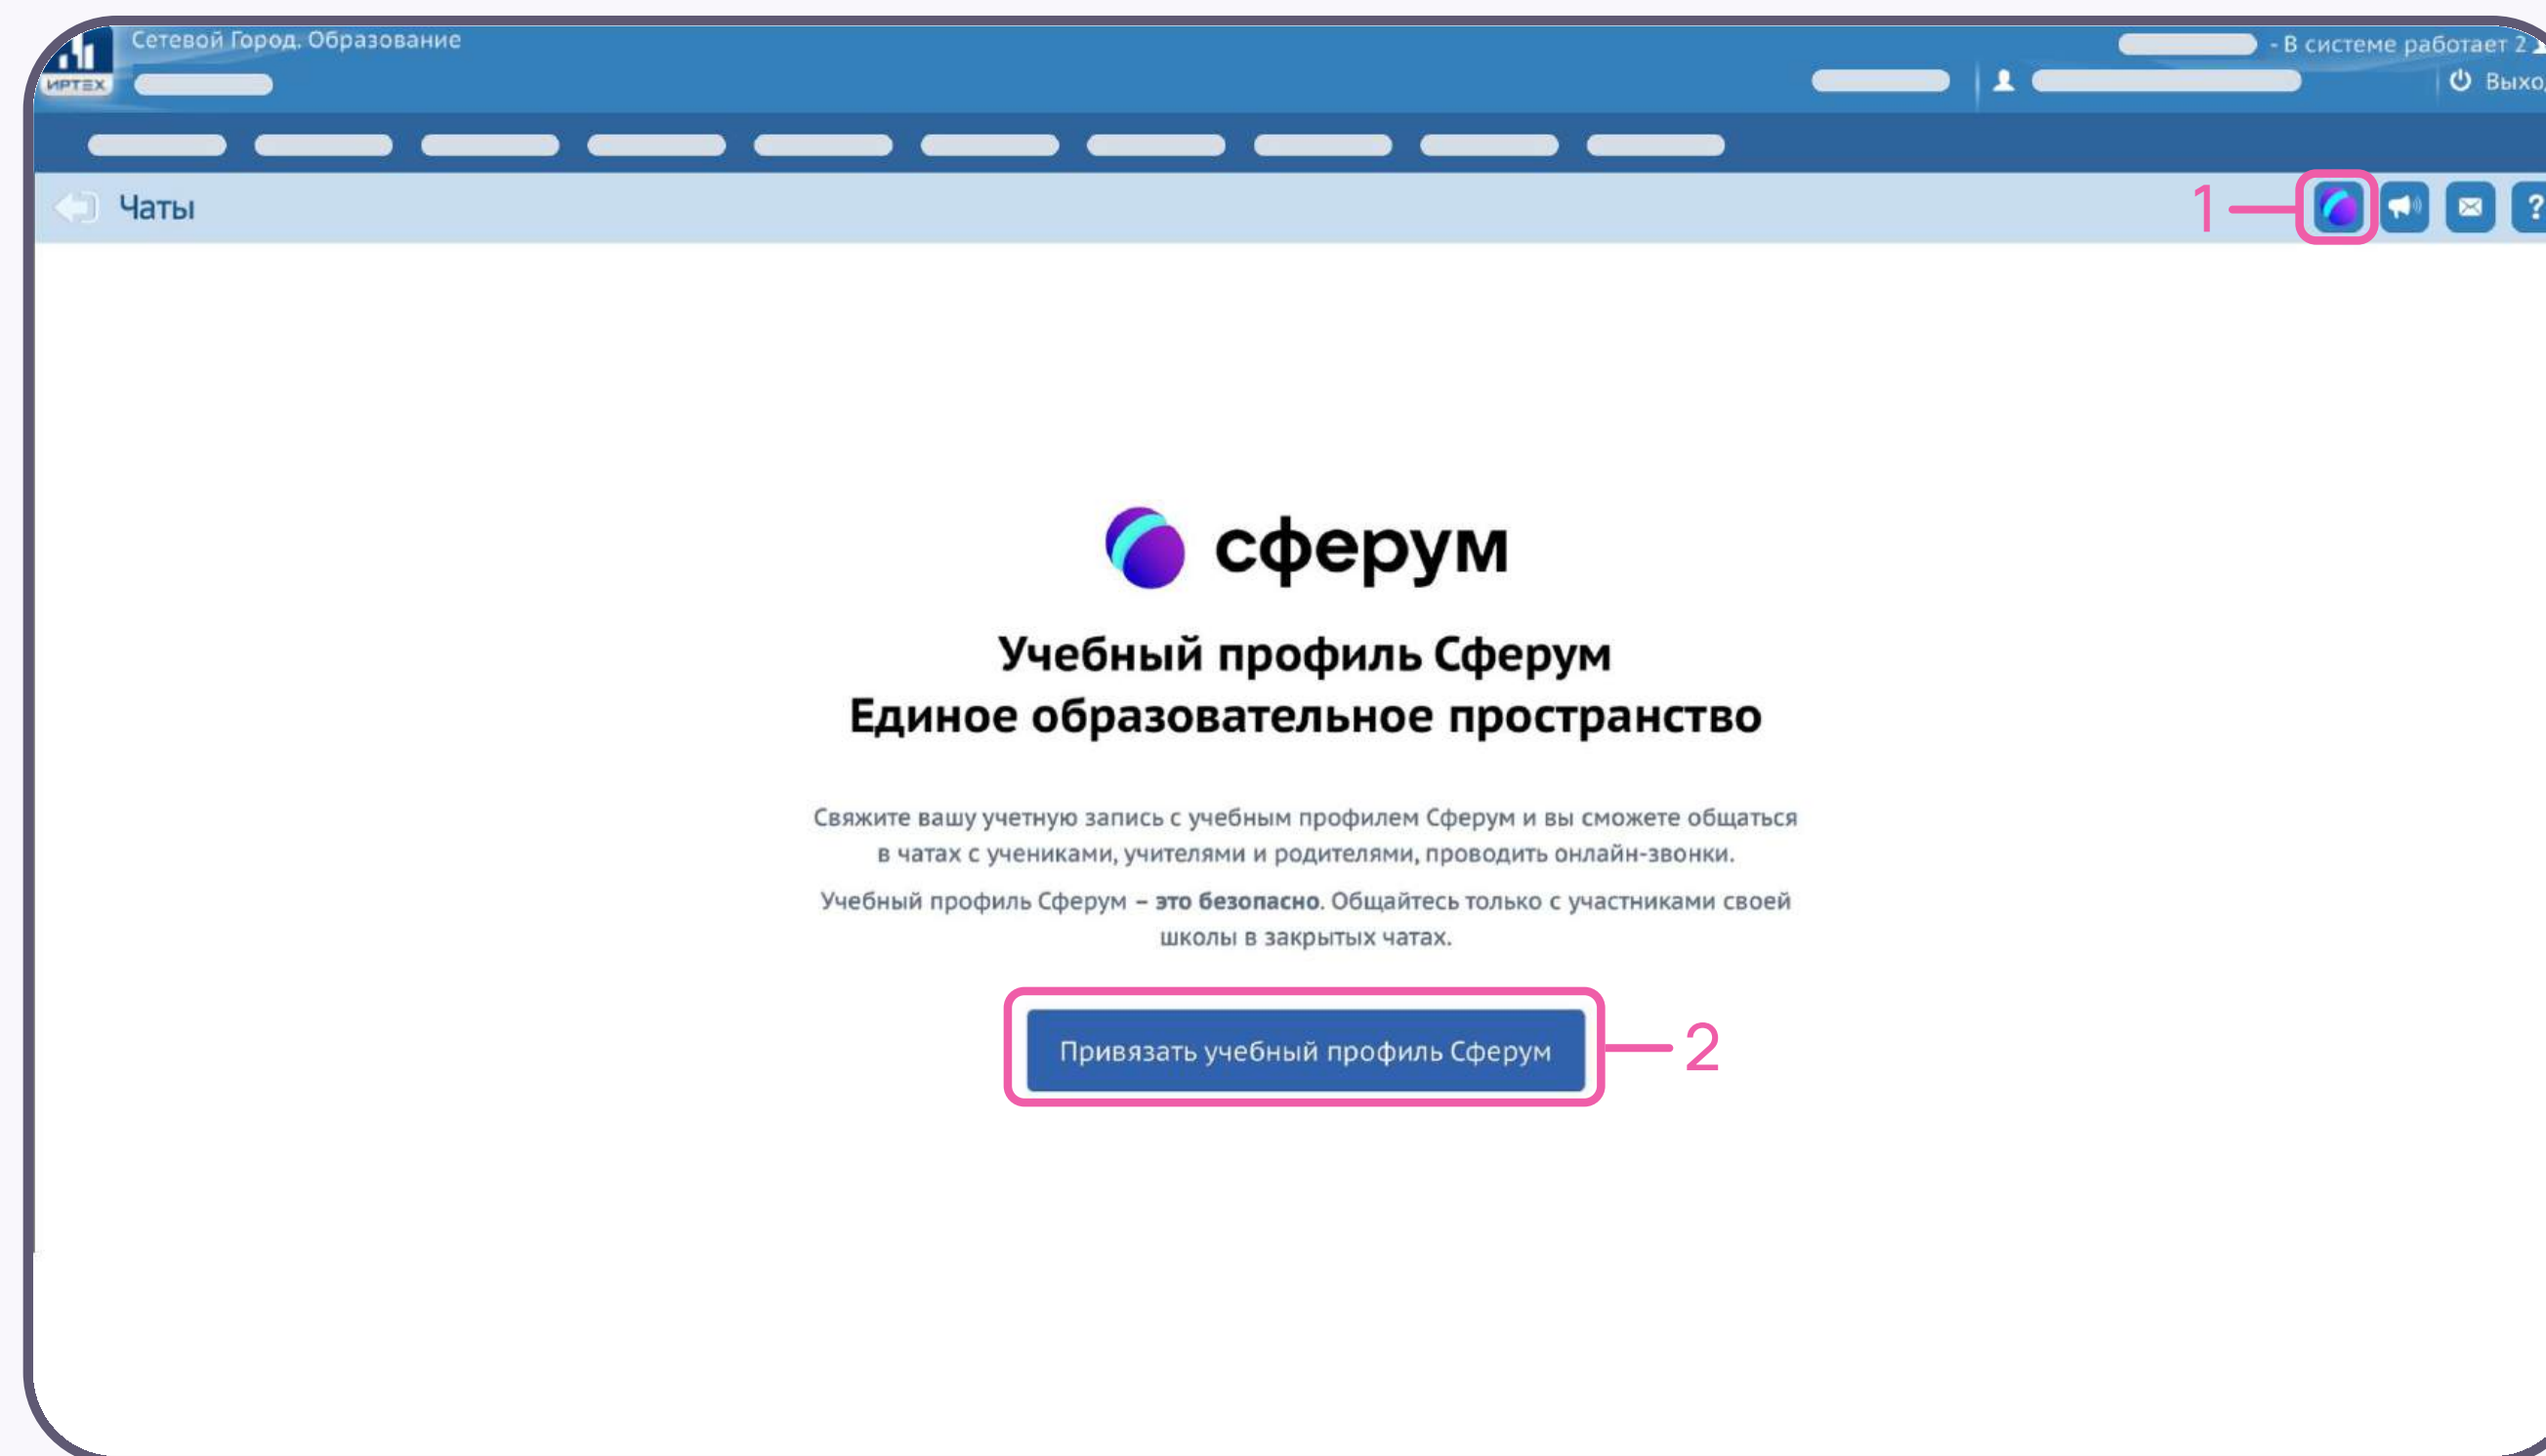 Сетевой Город. Образование
- В системе работает 2
ИРТЕХ
Чаты
1
?
сферум
Учебный профиль Сферум
Единое образовательное пространство
Свяжите вашу учетную запись с учебным профилем Сферум и вы сможете общаться
в чатах с учениками, учителями и родителями, проводить онлайн-звонки.
Учебный профиль Сферум – это безопасно. Общайтесь только с участниками своей
школы в закрытых чатах.
Привязать учебный профиль Сферум
2